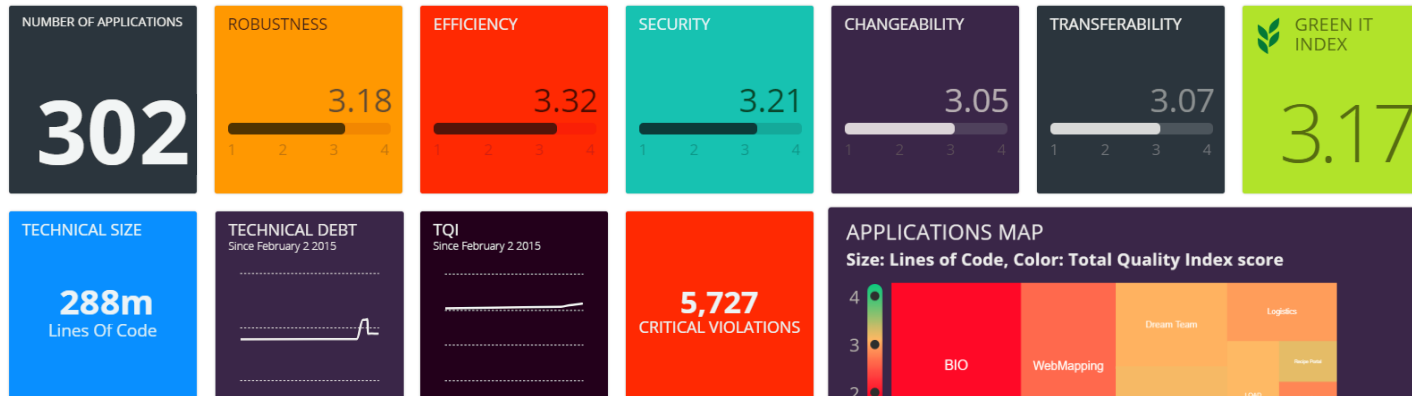 NUMBER OF APPLICATIONS
302
ROBUSTNESS
3.18
1 2 3 4
EFFICIENCY
3.32
1 2 3 4
SECURITY
3.21
1 2 3 4
CHANGEABILITY
3.05
1 2 3 4
TRANSFERABILITY
3.07
1 2 3 4
GREEN IT
INDEX
3.17
TECHNICAL SIZE
288m
Lines Of Code
TECHNICAL DEBT
Since February 2 2015
TQI
Since February 2 2015
5,727
CRITICAL VIOLATIONS
APPLICATIONS MAP
Size: Lines of Code, Color: Total Quality Index score
4
3
2
BIO
WebMapping
Dream Team
Logistics